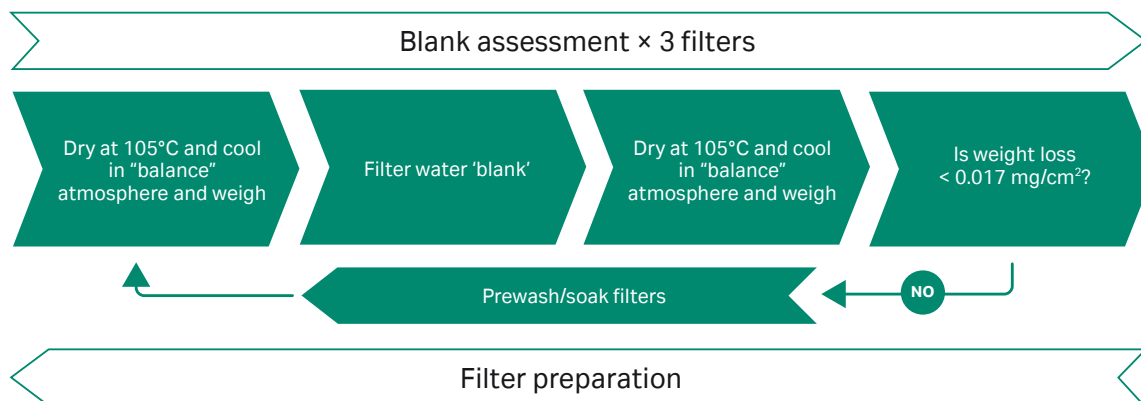 Blank assessment × 3 filters
Dry at 105°C and cool
in “balance”
atmosphere and weigh
Filter water ‘blank’
Dry at 105°C and cool
in “balance”
atmosphere and weigh
Is weight loss
< 0.017 mg/cm²?
NO
Prewash/soak filters
Filter preparation